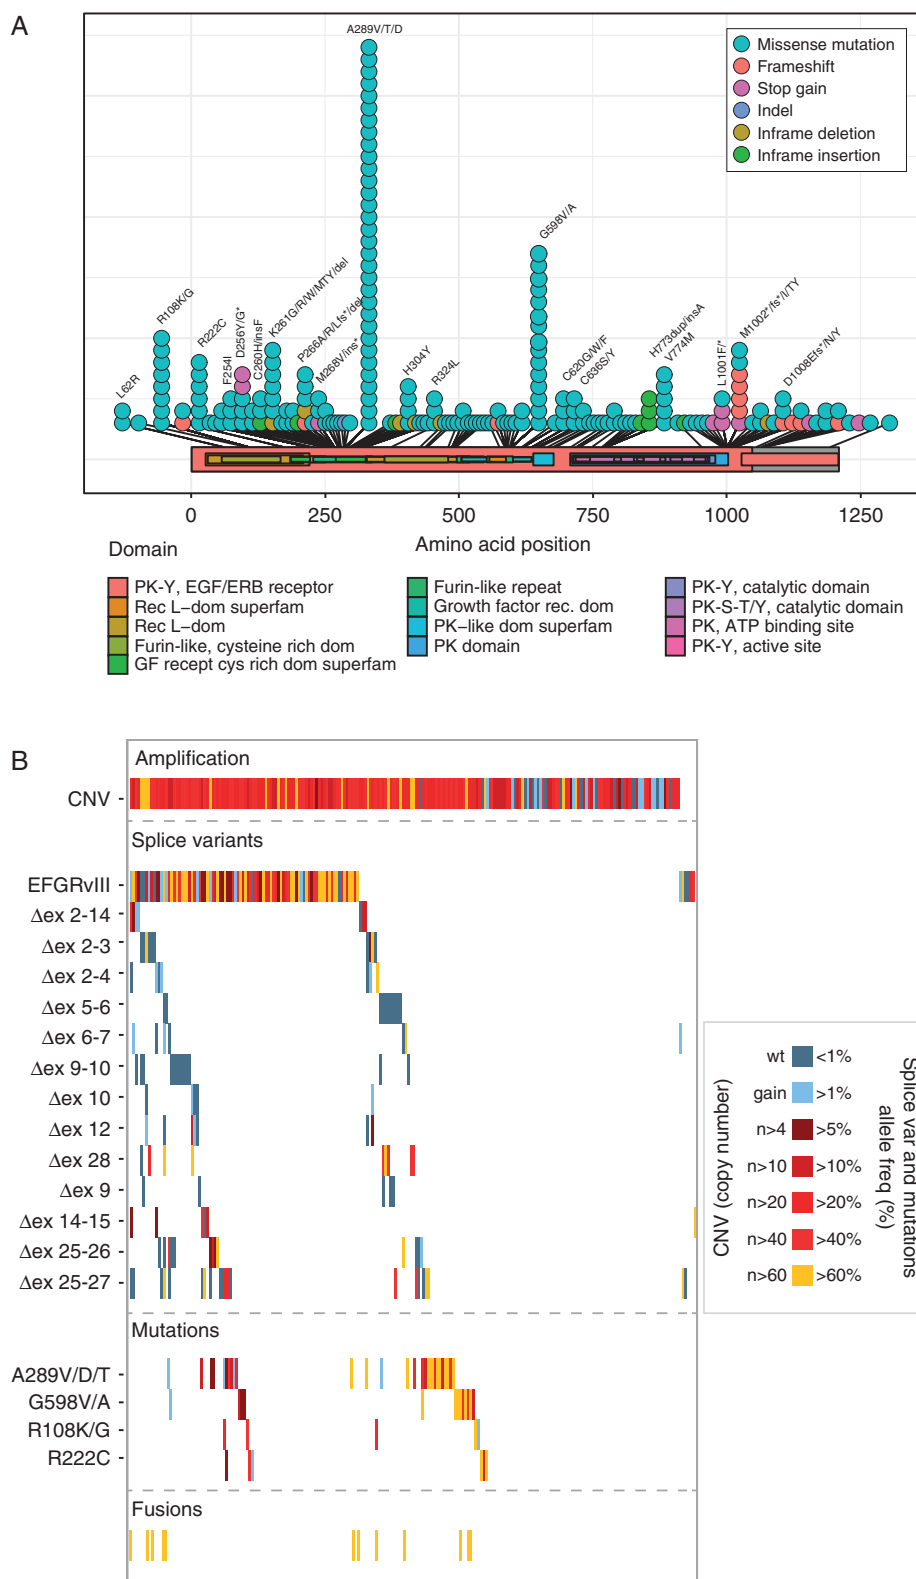 A
A289V/T/D
Missense mutation
Frameshift
Stop gain
Indel
Inframe deletion
Inframe insertion
L62R
R108K/G
R222C
F254I
D256Y/G*
C260H/insF
K261G/R/W/MTY/del
P266A/R/Lfs*/del
M268V/ins*
H304Y
R324L
G598V/A
C620G/W/F
C636S/Y
H773dup/insA
V774M
L1001F/*
M1002*/fs*/I/TY
D1008Efs*/N/Y
0 250 500 750 1000 1250
Amino acid position
Domain
PK-Y, EGF/ERB receptor
Rec L-dom superfam
Rec L-dom
Furin-like, cysteine rich dom
GF recept cys rich dom superfam
Furin-like repeat
Growth factor rec. dom
PK-like dom superfam
PK domain
PK-Y, catalytic domain
PK-S-T/Y, catalytic domain
PK, ATP binding site
PK-Y, active site
B
Amplification
CNV
Splice variants
EFGRvIII
Δex 2-14
Δex 2-3
Δex 2-4
Δex 5-6
Δex 6-7
Δex 9-10
Δex 10
Δex 12
Δex 28
Δex 9
Δex 14-15
Δex 25-26
Δex 25-27
Mutations
A289V/D/T
G598V/A
R108K/G
R222C
Fusions
CNV (copy number)
wt <1%
gain >1%
n>4 >5%
n>10 >10%
n>20 >20%
n>40 >40%
n>60 >60%
Splice var and mutations
allele freq (%)